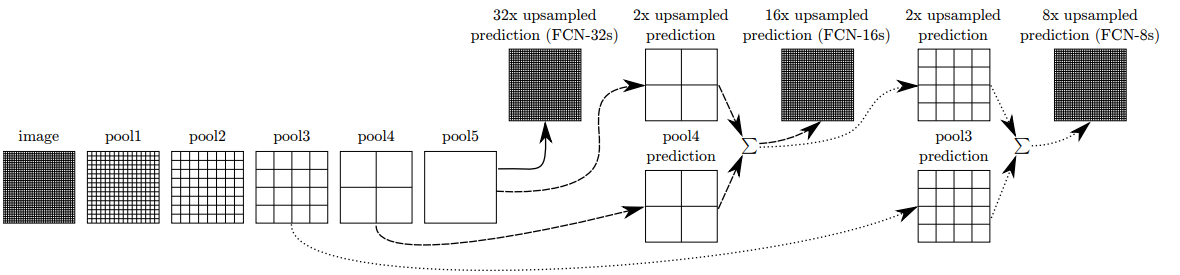 32x upsampled
prediction (FCN-32s)
2x upsampled
prediction
16x upsampled
prediction (FCN-16s)
2x upsampled
prediction
8x upsampled
prediction (FCN-8s)
image
pool1
pool2
pool3
pool4
pool5
pool4
prediction
∑
pool3
prediction
∑